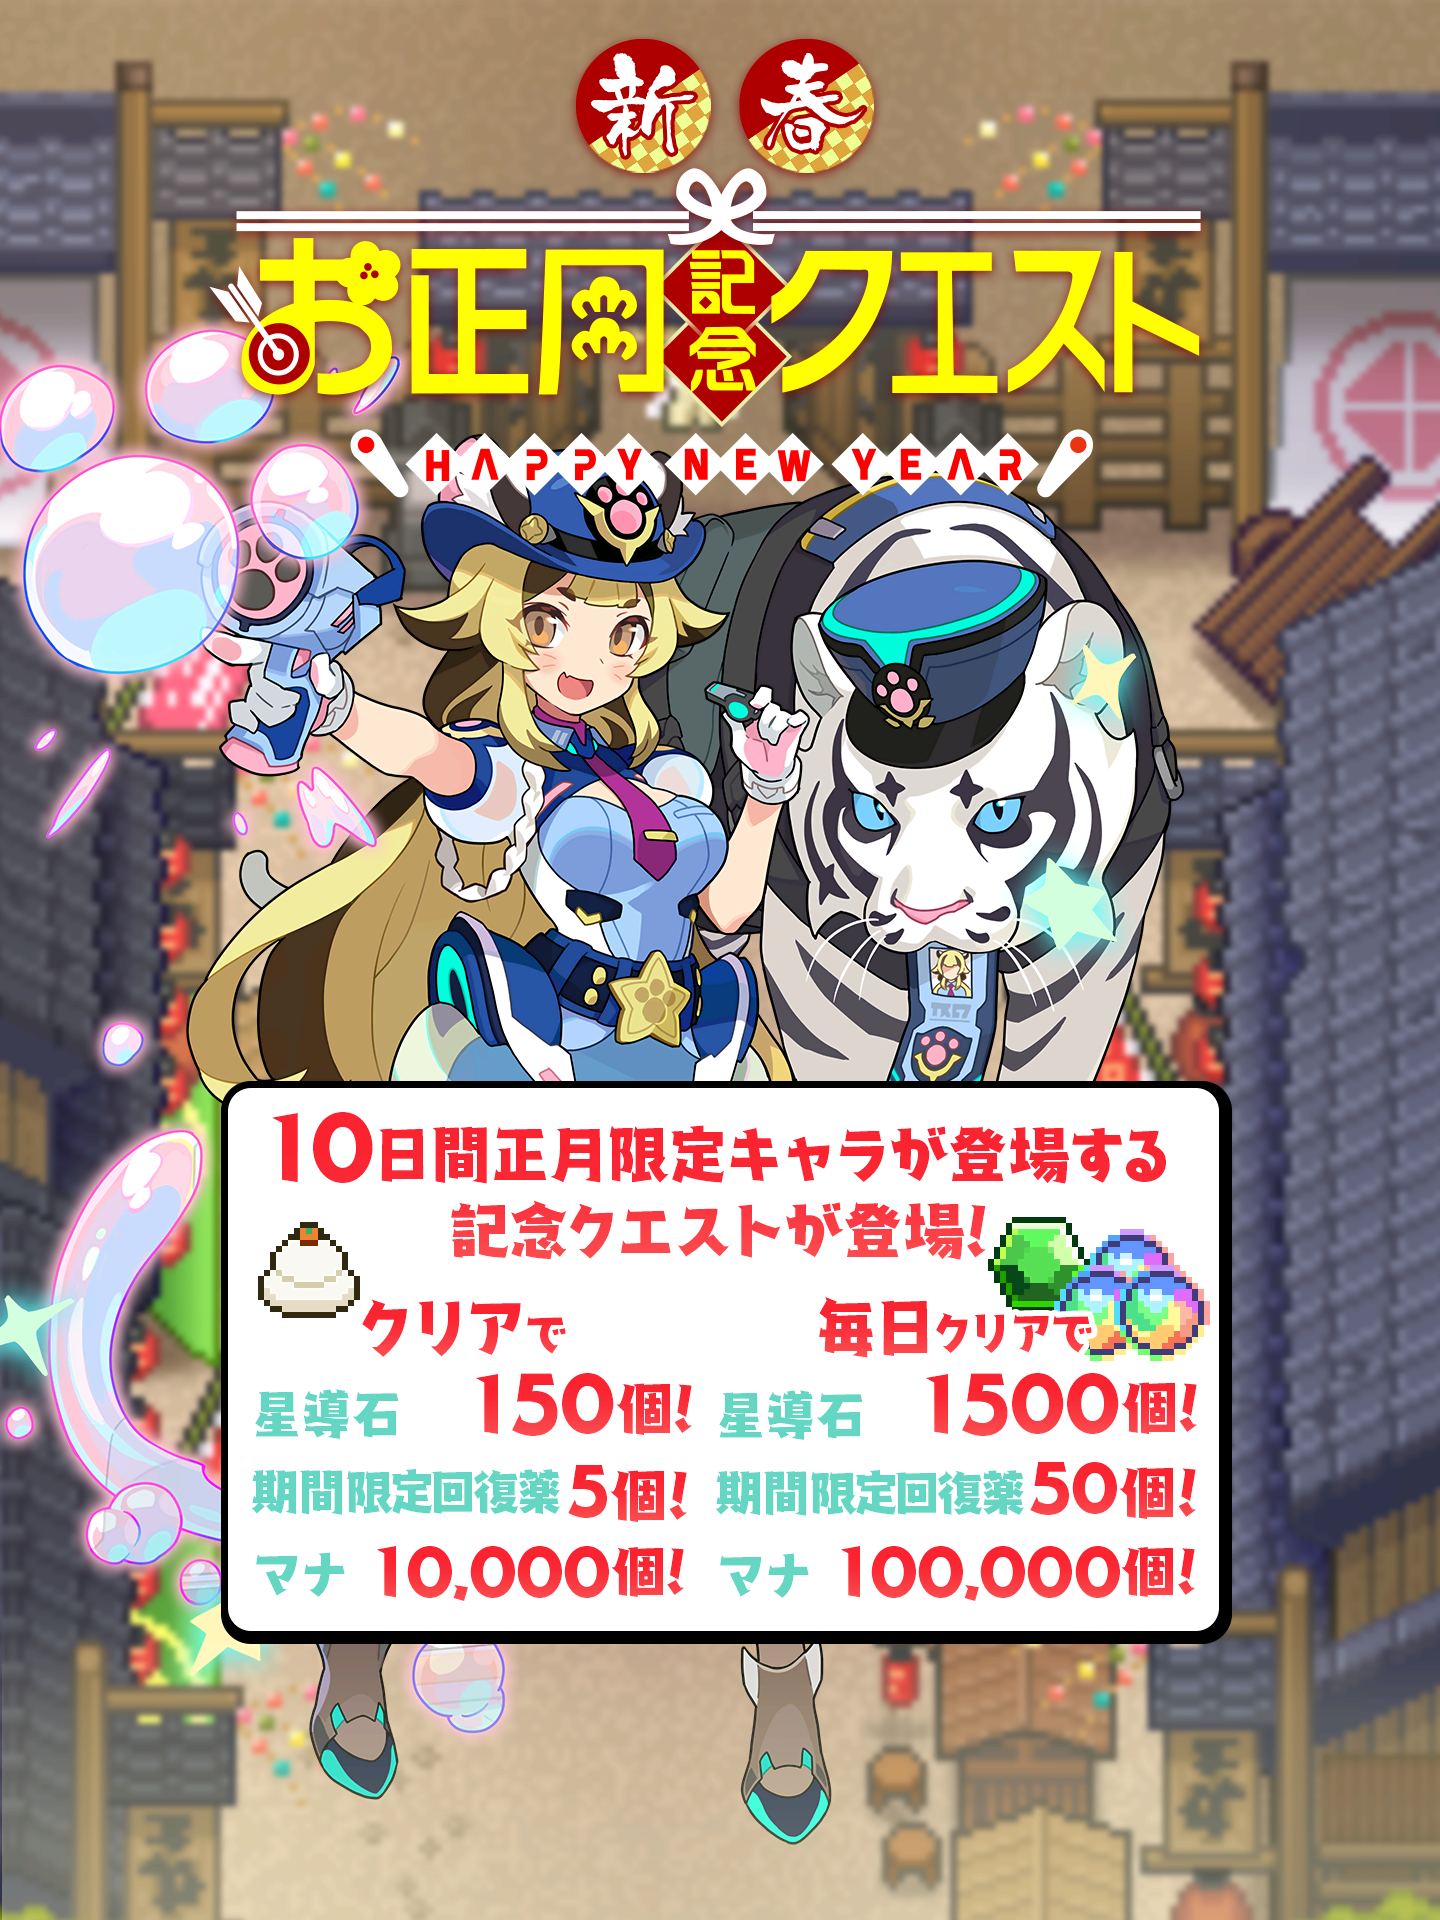 新春
お正月記念クエスト
HAPPY NEW YEAR
10日間正月限定キャラが登場する
記念クエストが登場!
クリアで
星導石 150個!
期間限定回復薬 5個!
マナ 10,000個!
毎日クリアで
星導石 1500個!
期間限定回復薬 50個!
マナ 100,000個!